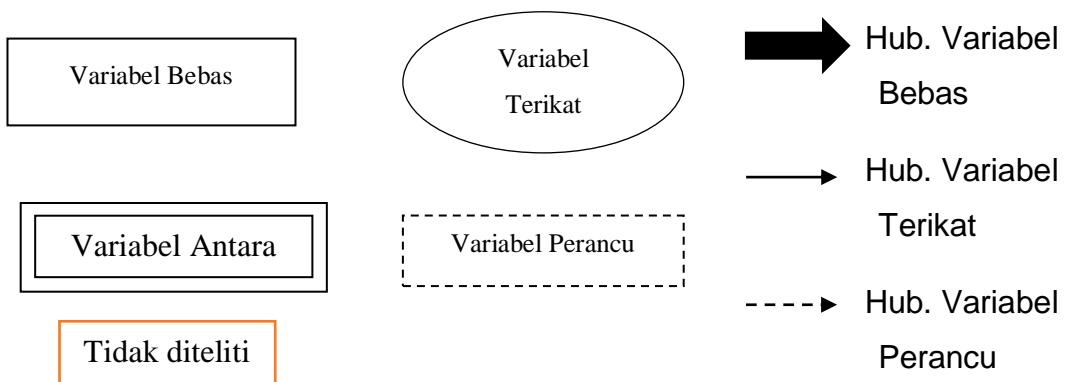 Variabel Bebas
Variabel
Terikat
Hub. Variabel
Bebas
Variabel Antara
Variabel Perancu
Hub. Variabel
Terikat
Tidak diteliti
Hub. Variabel
Perancu